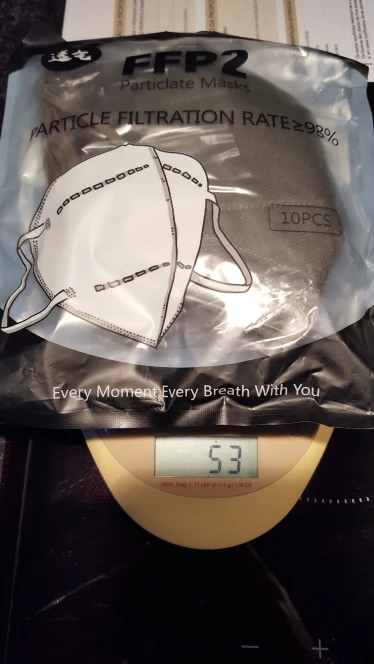 FFP2
Particlate Masks
PARTICLE FILTRATION RATE≥98%
10PCS
Every Moment,Every Breath With You
53